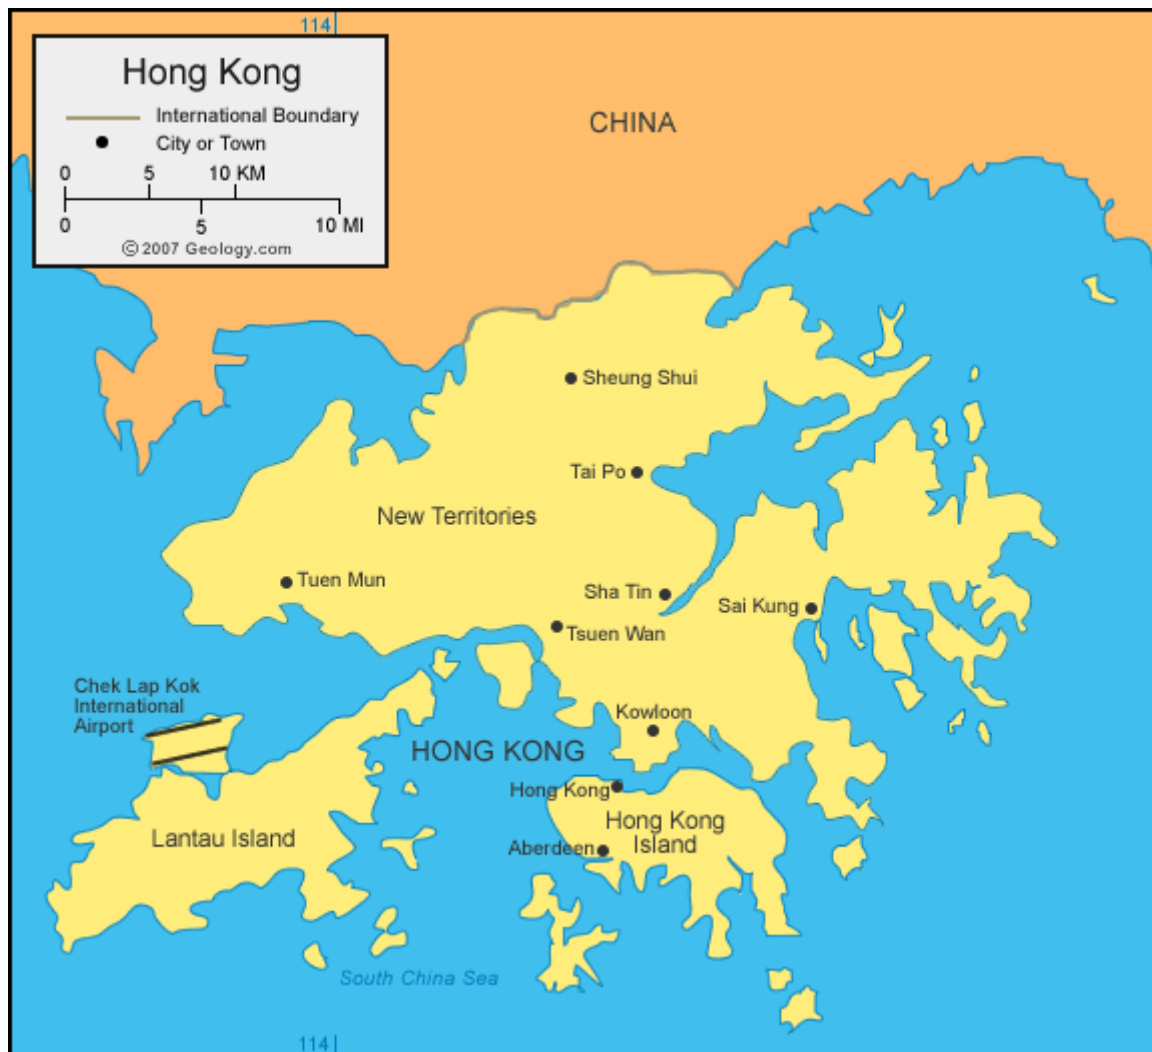 114
Hong Kong
International Boundary
City or Town
0 5 10 KM
0 5 10 MI
© 2007 Geology.com
CHINA
Sheung Shui
Tai Po
New Territories
Tuen Mun
Sha Tin
Sai Kung
Tsuen Wan
Chek Lap Kok
International
Airport
Kowloon
HONG KONG
Hong Kong
Hong Kong
Island
Lantau Island
Aberdeen
South China Sea
114